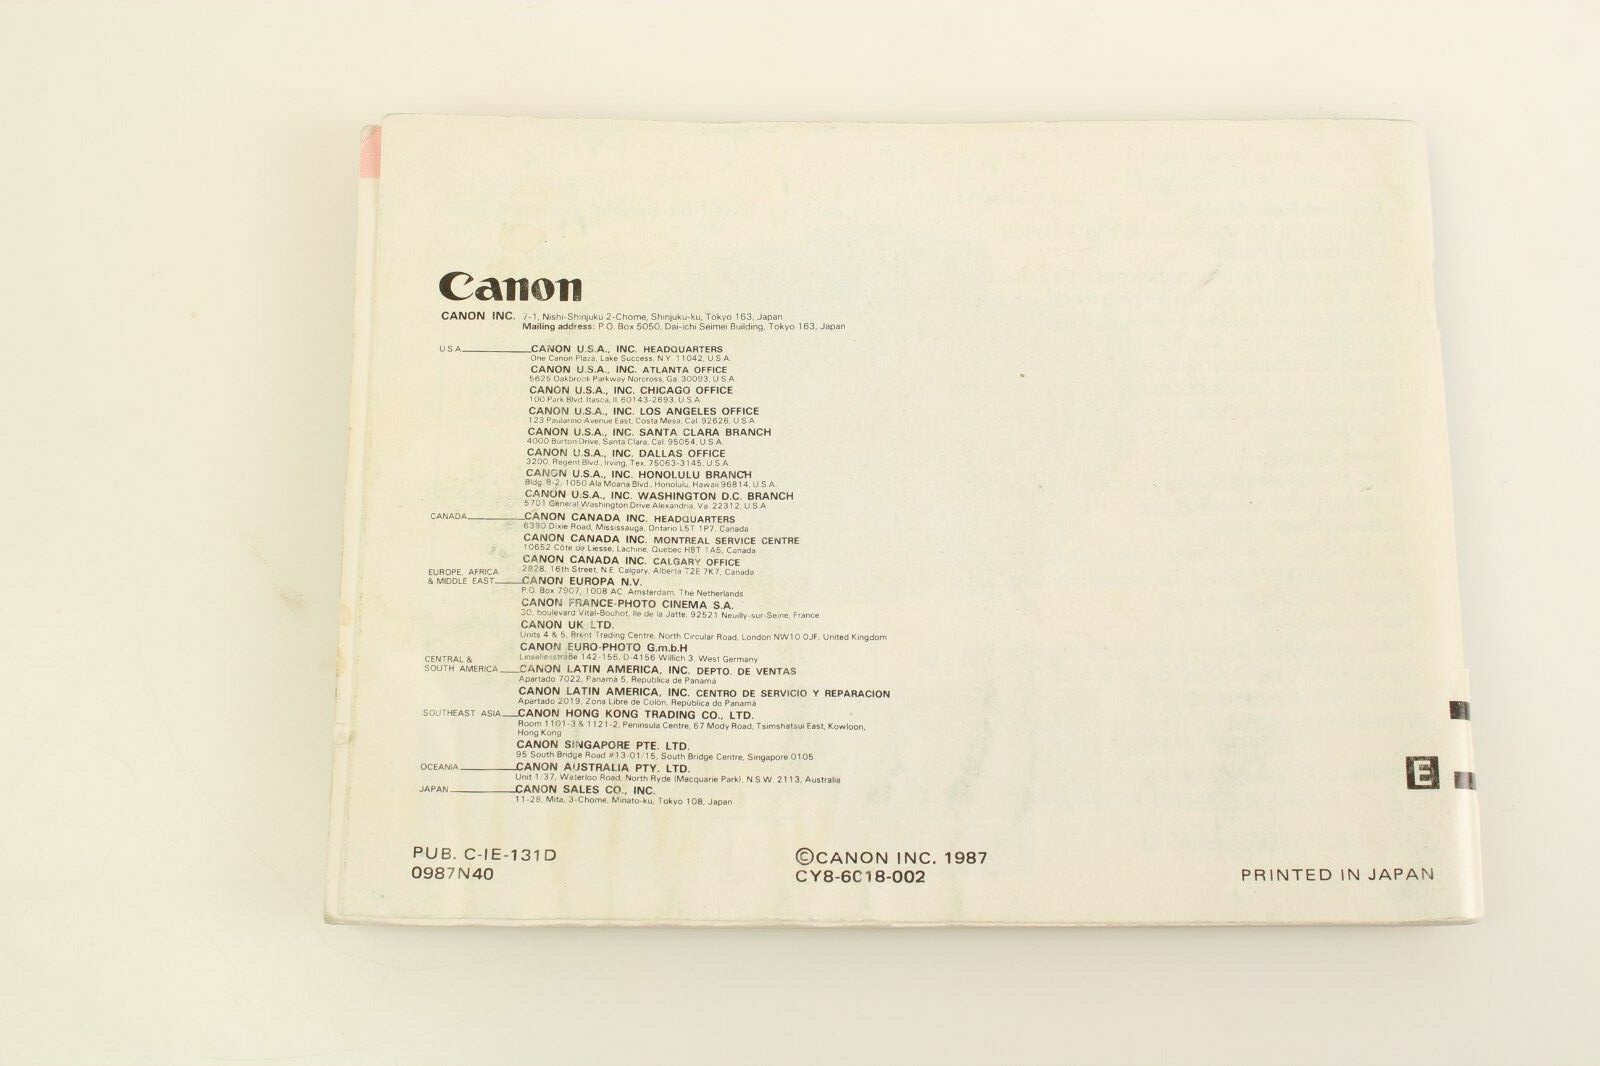 Canon
CANON INC. 7-1, Nishi-Shinjuku 2-Chome, Shinjuku-ku, Tokyo 163, Japan
Mailing address: P.O. Box 5050, Dai-ichi Seimei Building, Tokyo 163, Japan
U.S.A. CANON U.S.A., INC. HEADQUARTERS
One Canon Plaza, Lake Success, N.Y. 11042, U.S.A.
CANON U.S.A., INC. ATLANTA OFFICE
5625 Oakbrook Parkway Norcross, Ga. 30093, U.S.A.
CANON U.S.A., INC. CHICAGO OFFICE
100 Park Blvd. Itasca, Il. 60143-2693, U.S.A.
CANON U.S.A., INC. LOS ANGELES OFFICE
123 Paularino Avenue East, Costa Mesa, Cal. 92626, U.S.A.
CANON U.S.A., INC. SANTA CLARA BRANCH
4000 Burton Drive, Santa Clara, Cal. 95054, U.S.A.
CANON U.S.A., INC. DALLAS OFFICE
3200, Regent Blvd., Irving, Tex. 75063-3145, U.S.A.
CANON U.S.A., INC. HONOLULU BRANCH
Bldg. B-2, 1050 Ala Moana Blvd., Honolulu, Hawaii 96814, U.S.A.
CANON U.S.A., INC. WASHINGTON D.C. BRANCH
5701 General Washington Drive Alexandria, Va. 22312, U.S.A.
CANADA CANON CANADA INC. HEADQUARTERS
6390 Dixie Road, Mississauga, Ontario L5T 1P7, Canada
CANON CANADA INC. MONTREAL SERVICE CENTRE
10652 Côte de Liesse, Lachine, Quebec H8T 1A5, Canada
CANON CANADA INC. CALGARY OFFICE
2828, 16th Street, N.E. Calgary, Alberta T2E 7K7, Canada
EUROPE, AFRICA
& MIDDLE EAST CANON EUROPA N.V.
P.O. Box 7907, 1008 AC Amsterdam, The Netherlands
CANON FRANCE-PHOTO CINEMA S.A.
30, boulevard Vital-Bouhot, Ile de la Jatte, 92521 Neuilly-sur-Seine, France
CANON UK LTD.
Units 4 & 5, Brent Trading Centre, North Circular Road, London NW10 0JF, United Kingdom
CANON EURO-PHOTO G.m.b.H
Linsellesstraße 142-156, D-4156 Willich 3, West Germany
CENTRAL &
SOUTH AMERICA CANON LATIN AMERICA, INC. DEPTO. DE VENTAS
Apartado 7022, Panamá 5, República de Panamá
CANON LATIN AMERICA, INC. CENTRO DE SERVICIO Y REPARACION
Apartado 2019, Zona Libre de Colón, República de Panamá
SOUTHEAST ASIA CANON HONG KONG TRADING CO., LTD.
Room 1101-3 & 1121-2, Peninsula Centre, 67 Mody Road, Tsimshatsui East, Kowloon,
Hong Kong
CANON SINGAPORE PTE. LTD.
95 South Bridge Road #13-01/15, South Bridge Centre, Singapore 0105
OCEANIA CANON AUSTRALIA PTY. LTD.
Unit 1/37, Waterloo Road, North Ryde (Macquarie Park), N.S.W. 2113, Australia
JAPAN CANON SALES CO., INC.
11-28, Mita, 3-Chome, Minato-ku, Tokyo 108, Japan
E
PUB. C-IE-131D
0987N40
©CANON INC. 1987
CY8-6018-002
PRINTED IN JAPAN